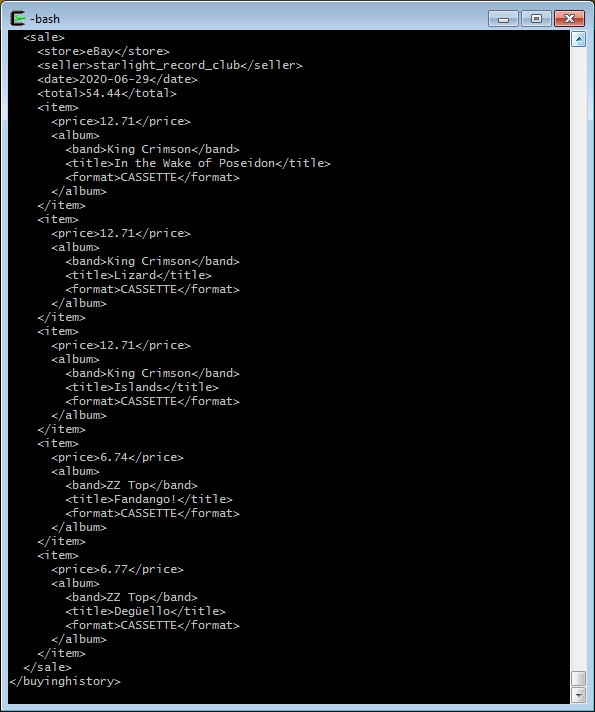 -bash
  <sale>
    <store>eBay</store>
    <seller>starlight_record_club</seller>
    <date>2020-06-29</date>
    <total>54.44</total>
    <item>
      <price>12.71</price>
      <album>
        <band>King Crimson</band>
        <title>In the Wake of Poseidon</title>
        <format>CASSETTE</format>
      </album>
    </item>
    <item>
      <price>12.71</price>
      <album>
        <band>King Crimson</band>
        <title>Lizard</title>
        <format>CASSETTE</format>
      </album>
    </item>
    <item>
      <price>12.71</price>
      <album>
        <band>King Crimson</band>
        <title>Islands</title>
        <format>CASSETTE</format>
      </album>
    </item>
    <item>
      <price>6.74</price>
      <album>
        <band>ZZ Top</band>
        <title>Fandango!</title>
        <format>CASSETTE</format>
      </album>
    </item>
    <item>
      <price>6.77</price>
      <album>
        <band>ZZ Top</band>
        <title>Degüello</title>
        <format>CASSETTE</format>
      </album>
    </item>
  </sale>
</buyinghistory>